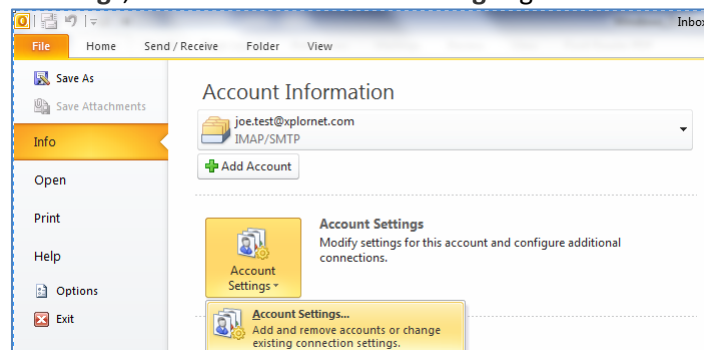 Inbox
File Home Send / Receive Folder View
Save As
Save Attachments
Info
Open
Print
Help
Options
Exit
Account Information
joe.test@xplornet.com
IMAP/SMTP
Add Account
Account Settings
Account Settings
Modify settings for this account and configure additional
connections.
Account Settings...
Add and remove accounts or change
existing connection settings.